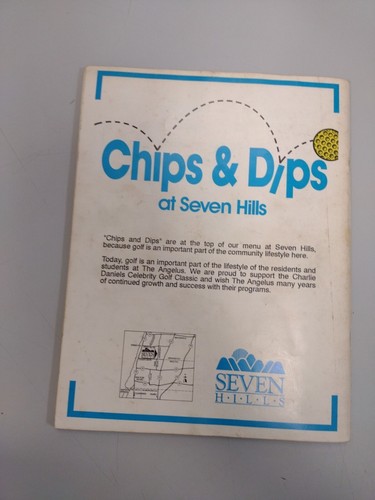 Chips & Dips
at Seven Hills
"Chips and Dips" are at the top of our menu at Seven Hills,
because golf is an important part of the community lifestyle here.
Today, golf is an important part of the lifestyle of the residents and
students at The Angelus. We are proud to support the Charlie
Daniels Celebrity Golf Classic and wish The Angelus many years
of continued growth and success with their programs.
SEVEN
H·I·L·L·S